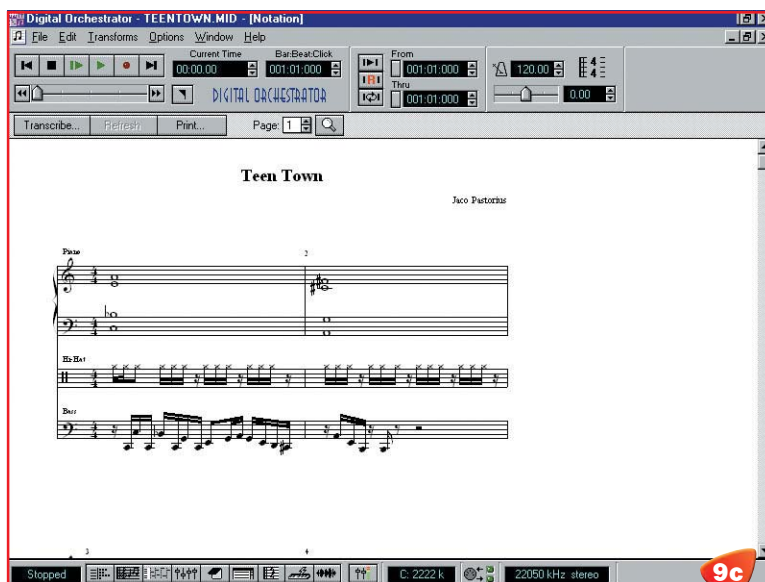 Digital Orchestrator - TEENTOWN.MID - [Notation]
File Edit Transforms Options Window Help
Current Time Bar:Beat:Click From
00:00.00 001:01:000 001:01:000 120.00 4 4
Thru
DIGITAL ORCHESTRATOR 001:01:000 0.00
Transcribe... Refresh Print... Page: 1
Teen Town
Jaco Pastorius
Piano 2
Hi-Hat
Bass
3 4
Stopped C: 2222 k 22050 kHz stereo
9c